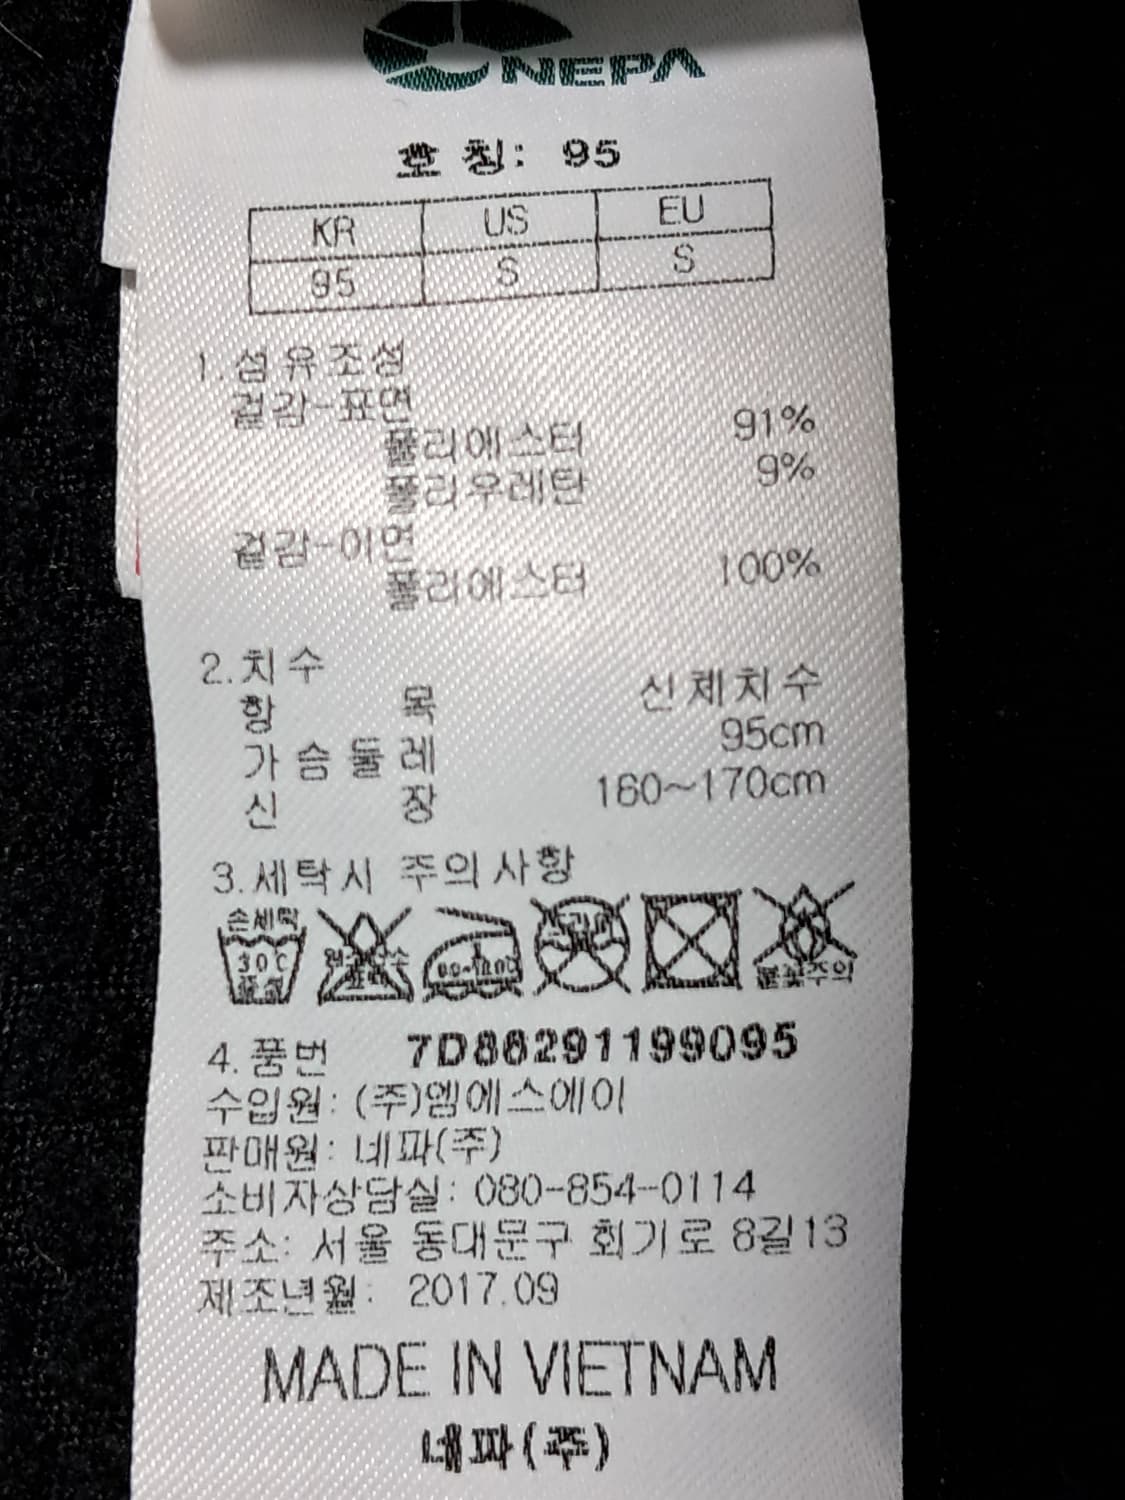 NEPA
호 칭: 95
KR US EU
95 S S
1.섬유조성
겉감-표면
폴리에스터 91%
폴리우레탄 9%
겉감-이면
폴리에스터 100%
2.치수
항 목 신체치수
가슴둘레 95cm
신 장 160~170cm
3.세탁시 주의사항
손세탁
30℃
중성
불꽃주의
4.품번 7D86291199095
수입원: (주)엠에스에이
판매원: 네파(주)
소비자상담실: 080-854-0114
주소: 서울 동대문구 회기로 8길13
제조년월: 2017.09
MADE IN VIETNAM
네파(주)